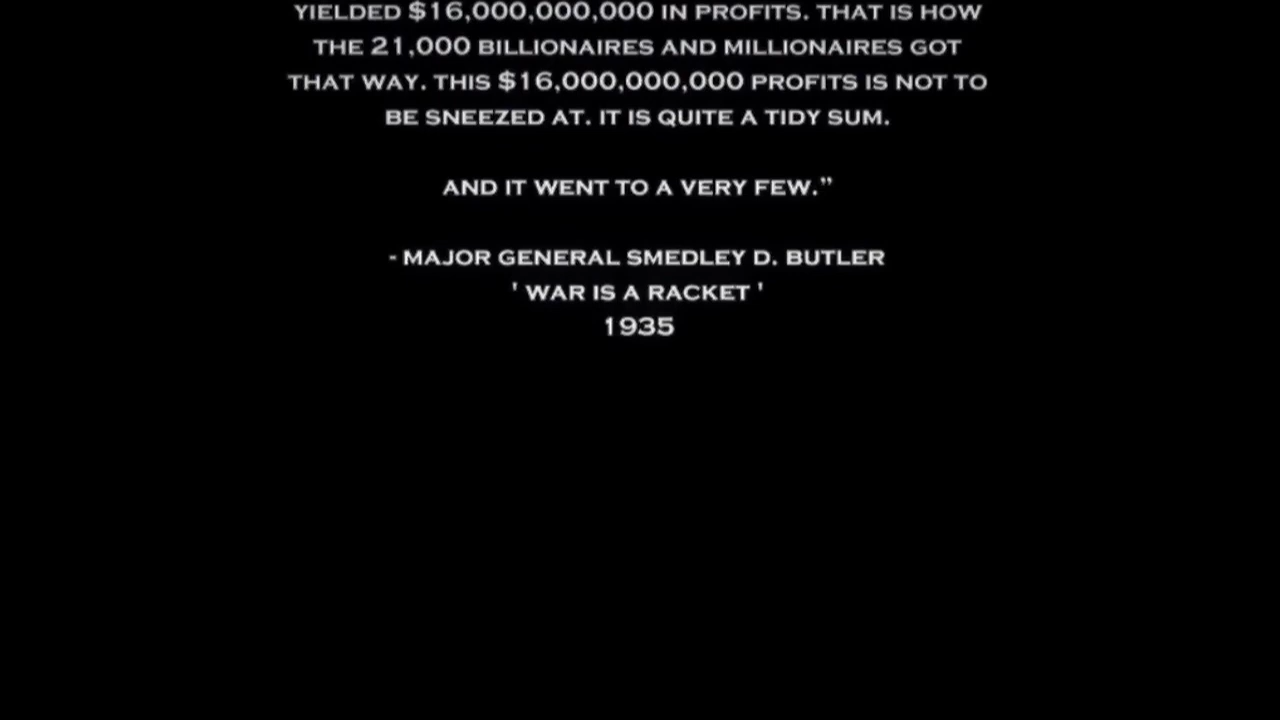 YIELDED $16,000,000,000 IN PROFITS. THAT IS HOW
THE 21,000 BILLIONAIRES AND MILLIONAIRES GOT
THAT WAY. THIS $16,000,000,000 PROFITS IS NOT TO
BE SNEEZED AT. IT IS QUITE A TIDY SUM.
AND IT WENT TO A VERY FEW.”
- MAJOR GENERAL SMEDLEY D. BUTLER
' WAR IS A RACKET '
1935